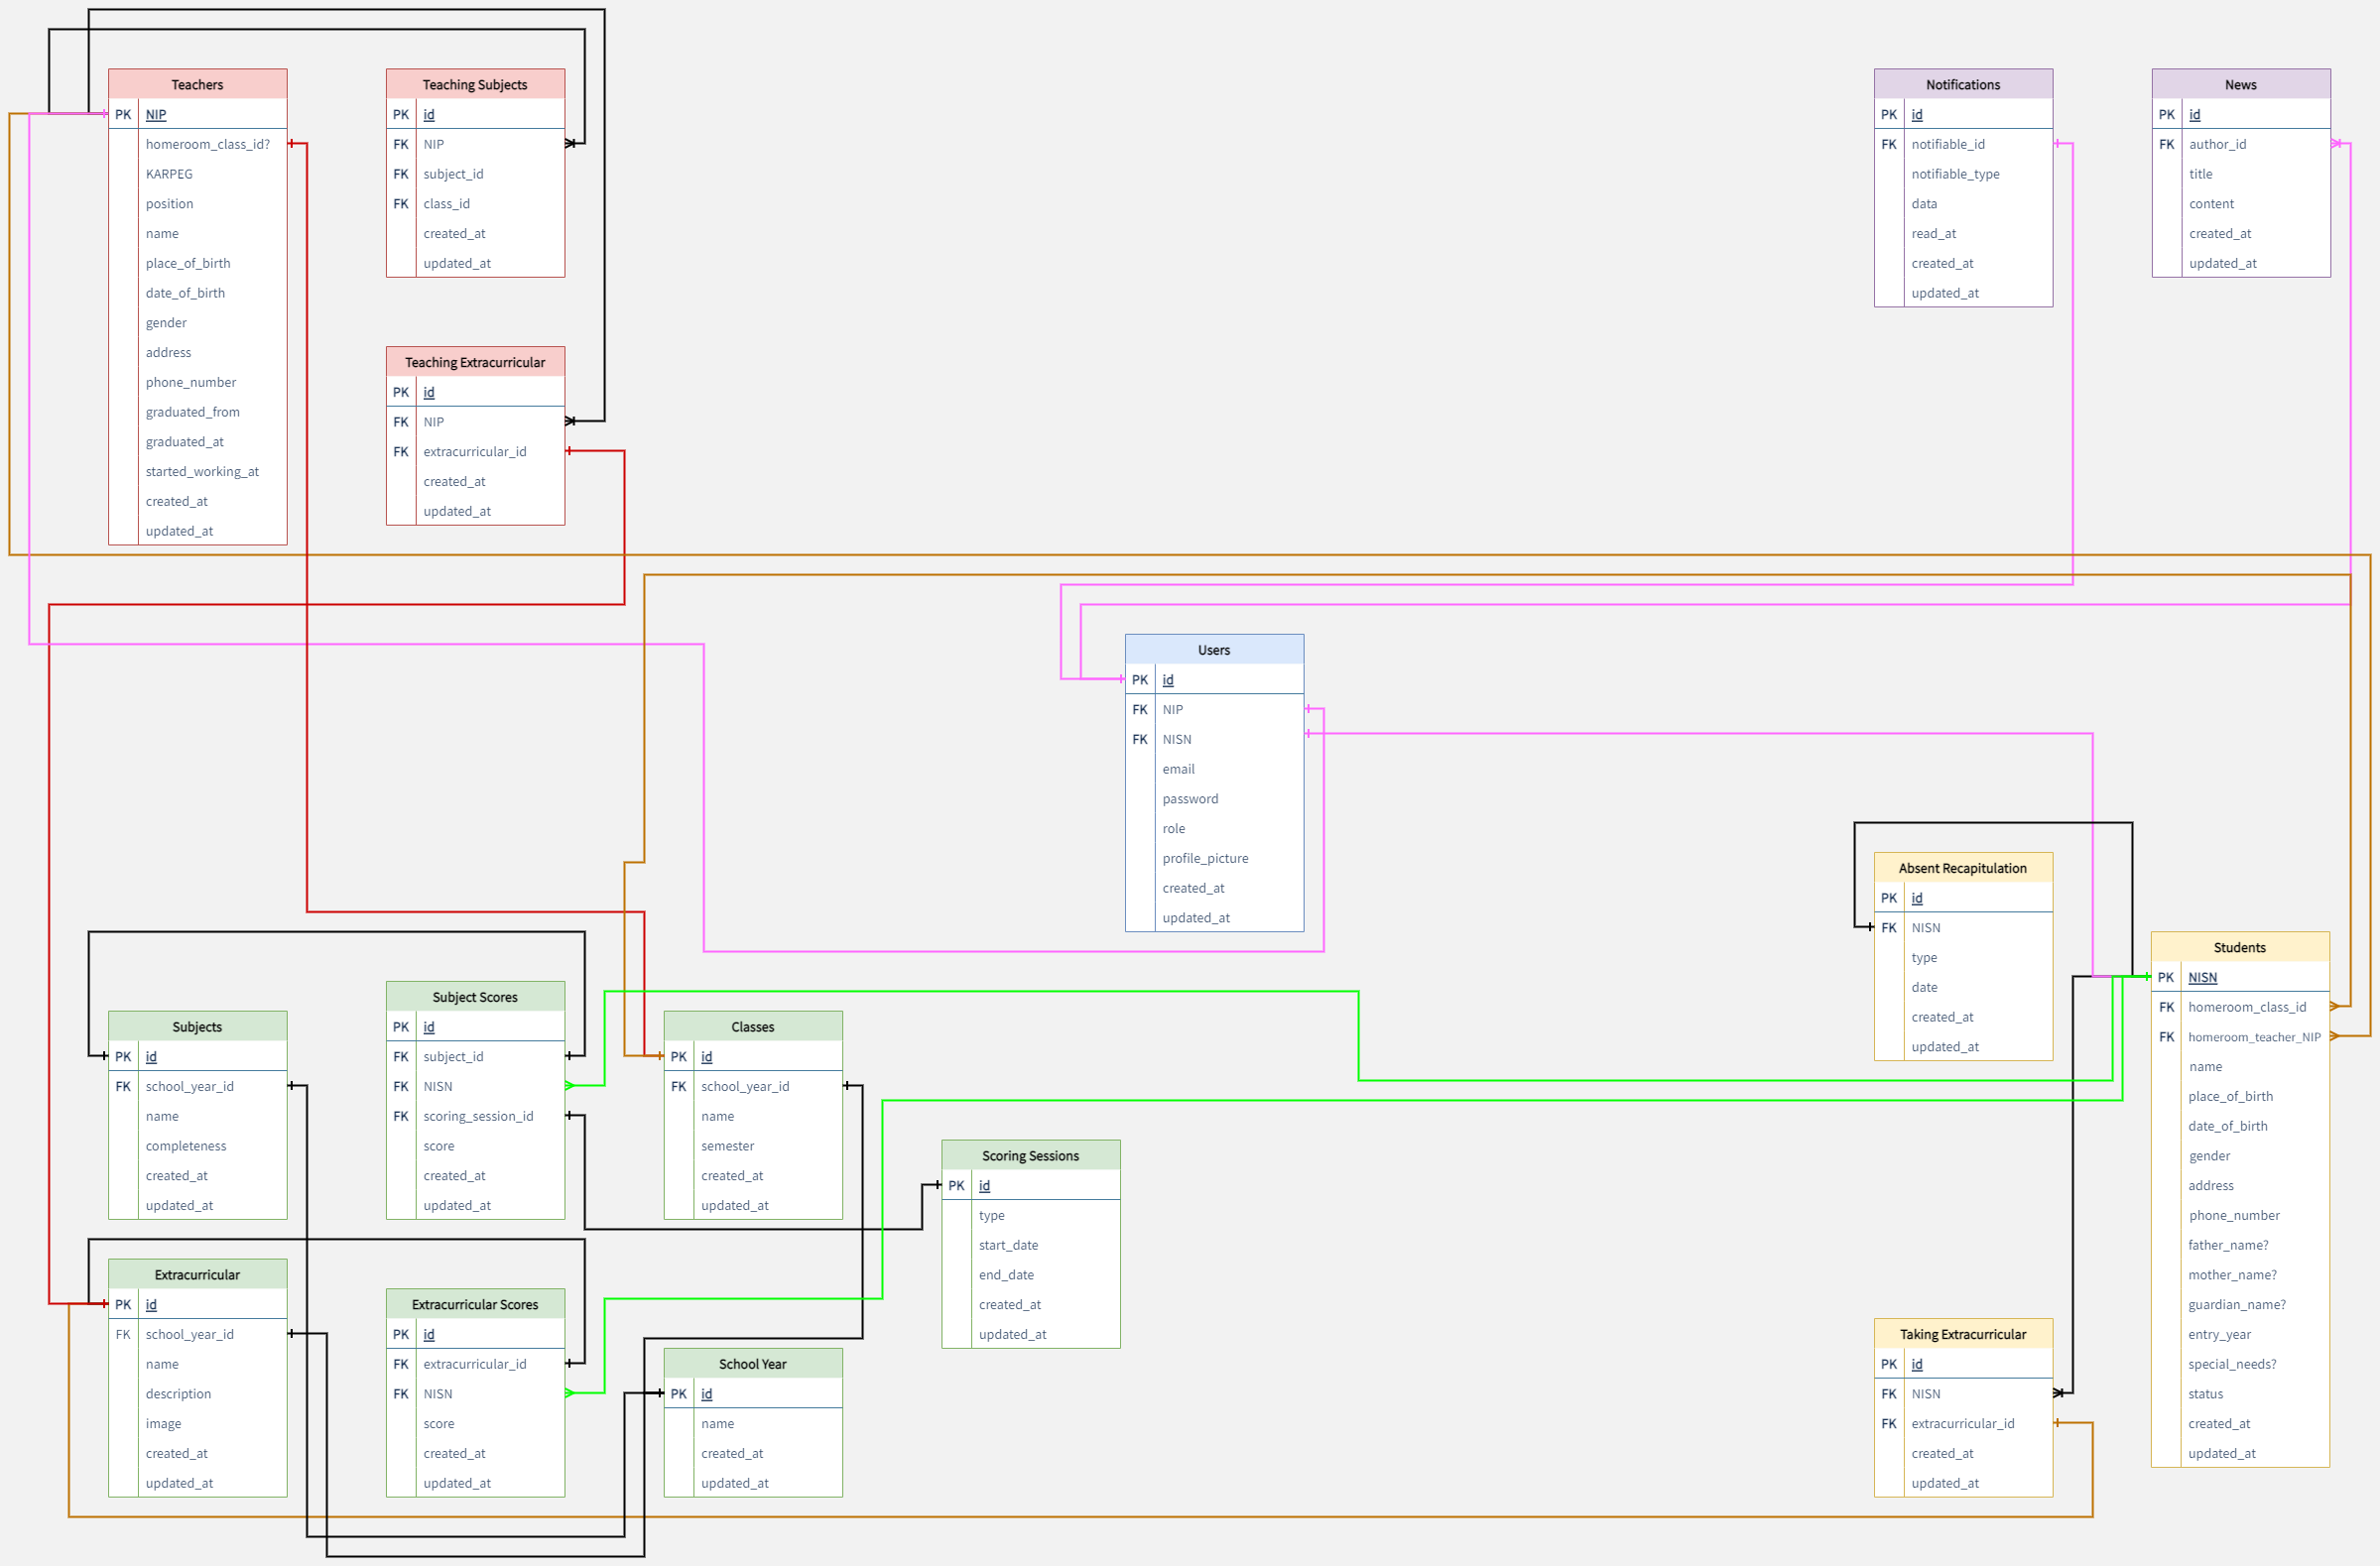 Teachers
PK NIP
homeroom_class_id?
KARPEG
position
name
place_of_birth
date_of_birth
gender
address
phone_number
graduated_from
graduated_at
started_working_at
created_at
updated_at
Teaching Subjects
PK id
FK NIP
FK subject_id
FK class_id
created_at
updated_at
Teaching Extracurricular
PK id
FK NIP
FK extracurricular_id
created_at
updated_at
Notifications
PK id
FK notifiable_id
notifiable_type
data
read_at
created_at
updated_at
News
PK id
FK author_id
title
content
created_at
updated_at
Users
PK id
FK NIP
FK NISN
email
password
role
profile_picture
created_at
updated_at
Absent Recapitulation
PK id
FK NISN
type
date
created_at
updated_at
Students
PK NISN
FK homeroom_class_id
FK homeroom_teacher_NIP
name
place_of_birth
date_of_birth
gender
address
phone_number
father_name?
mother_name?
guardian_name?
entry_year
special_needs?
status
created_at
updated_at
Subjects
PK id
FK school_year_id
name
completeness
created_at
updated_at
Subject Scores
PK id
FK subject_id
FK NISN
FK scoring_session_id
score
created_at
updated_at
Classes
PK id
FK school_year_id
name
semester
created_at
updated_at
Scoring Sessions
PK id
type
start_date
end_date
created_at
updated_at
Extracurricular
PK id
FK school_year_id
name
description
image
created_at
updated_at
Extracurricular Scores
PK id
FK extracurricular_id
FK NISN
score
created_at
updated_at
School Year
PK id
name
created_at
updated_at
Taking Extracurricular
PK id
FK NISN
FK extracurricular_id
created_at
updated_at